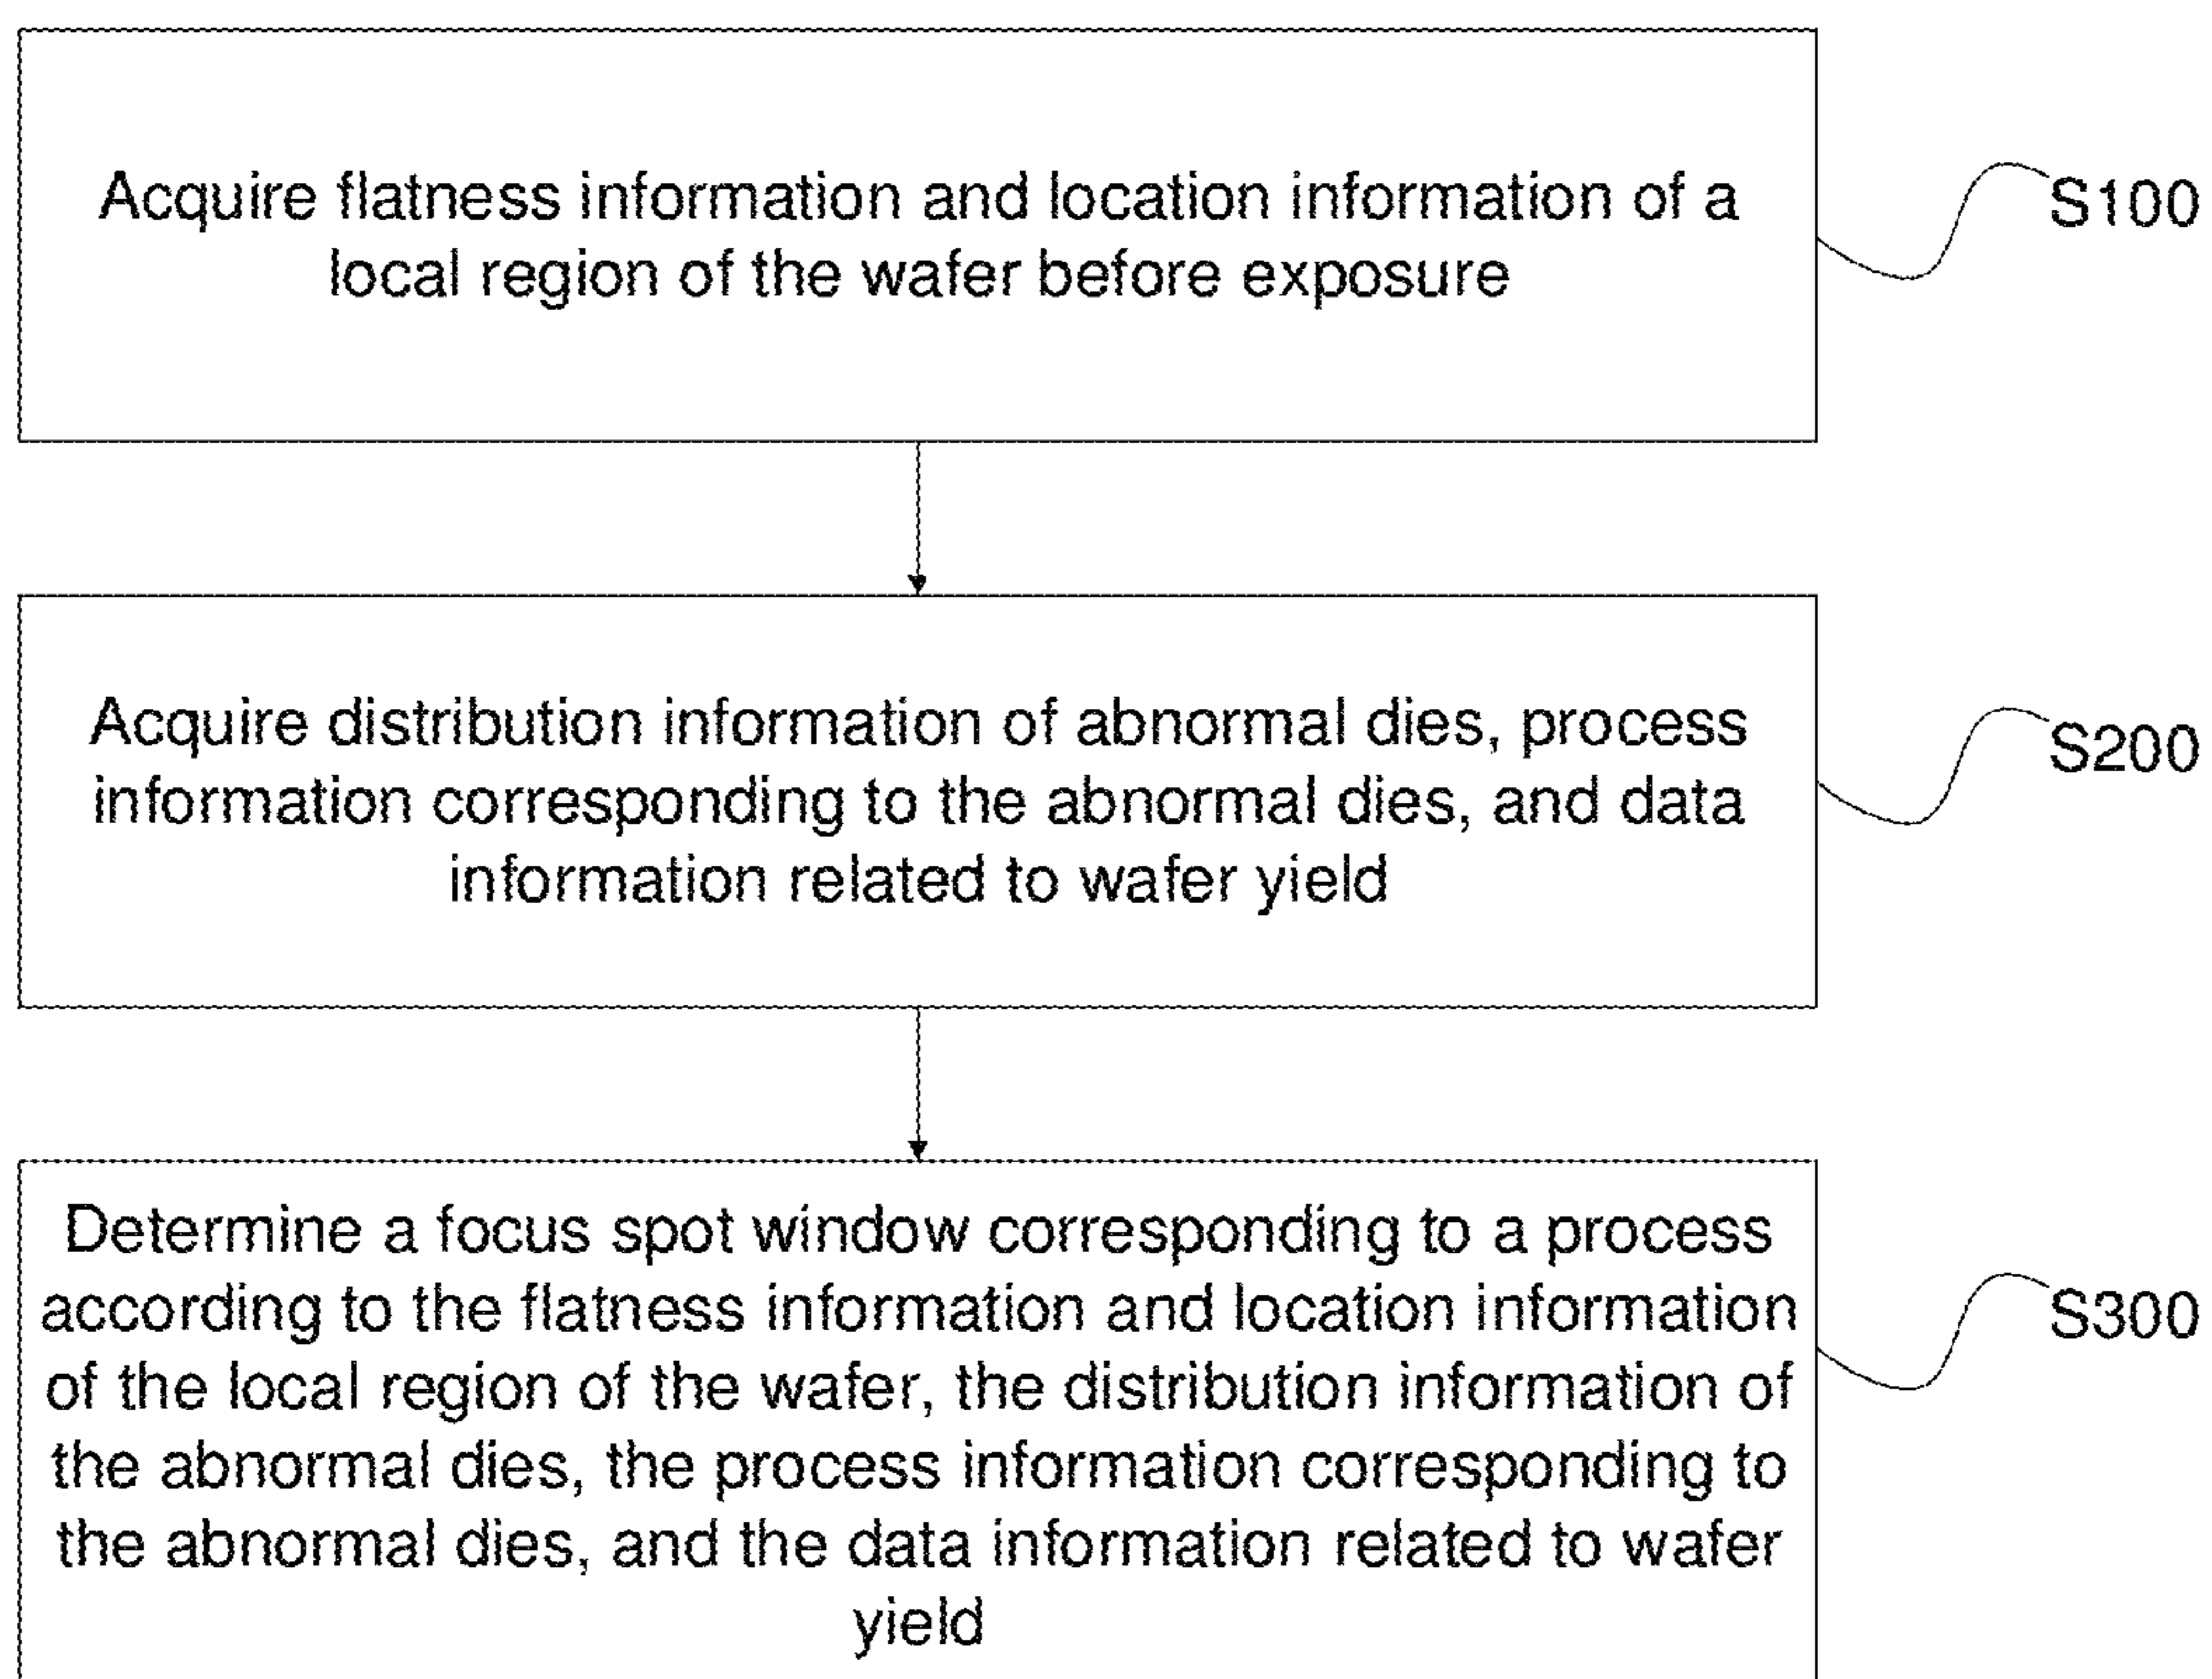 Acquire flatness information and location information of a
local region of the wafer before exposure
S100
Acquire distribution information of abnormal dies, process
information corresponding to the abnormal dies, and data
information related to wafer yield
S200
Determine a focus spot window corresponding to a process
according to the flatness information and location information
of the local region of the wafer, the distribution information of
the abnormal dies, the process information corresponding to
the abnormal dies, and the data information related to wafer
yield
S300